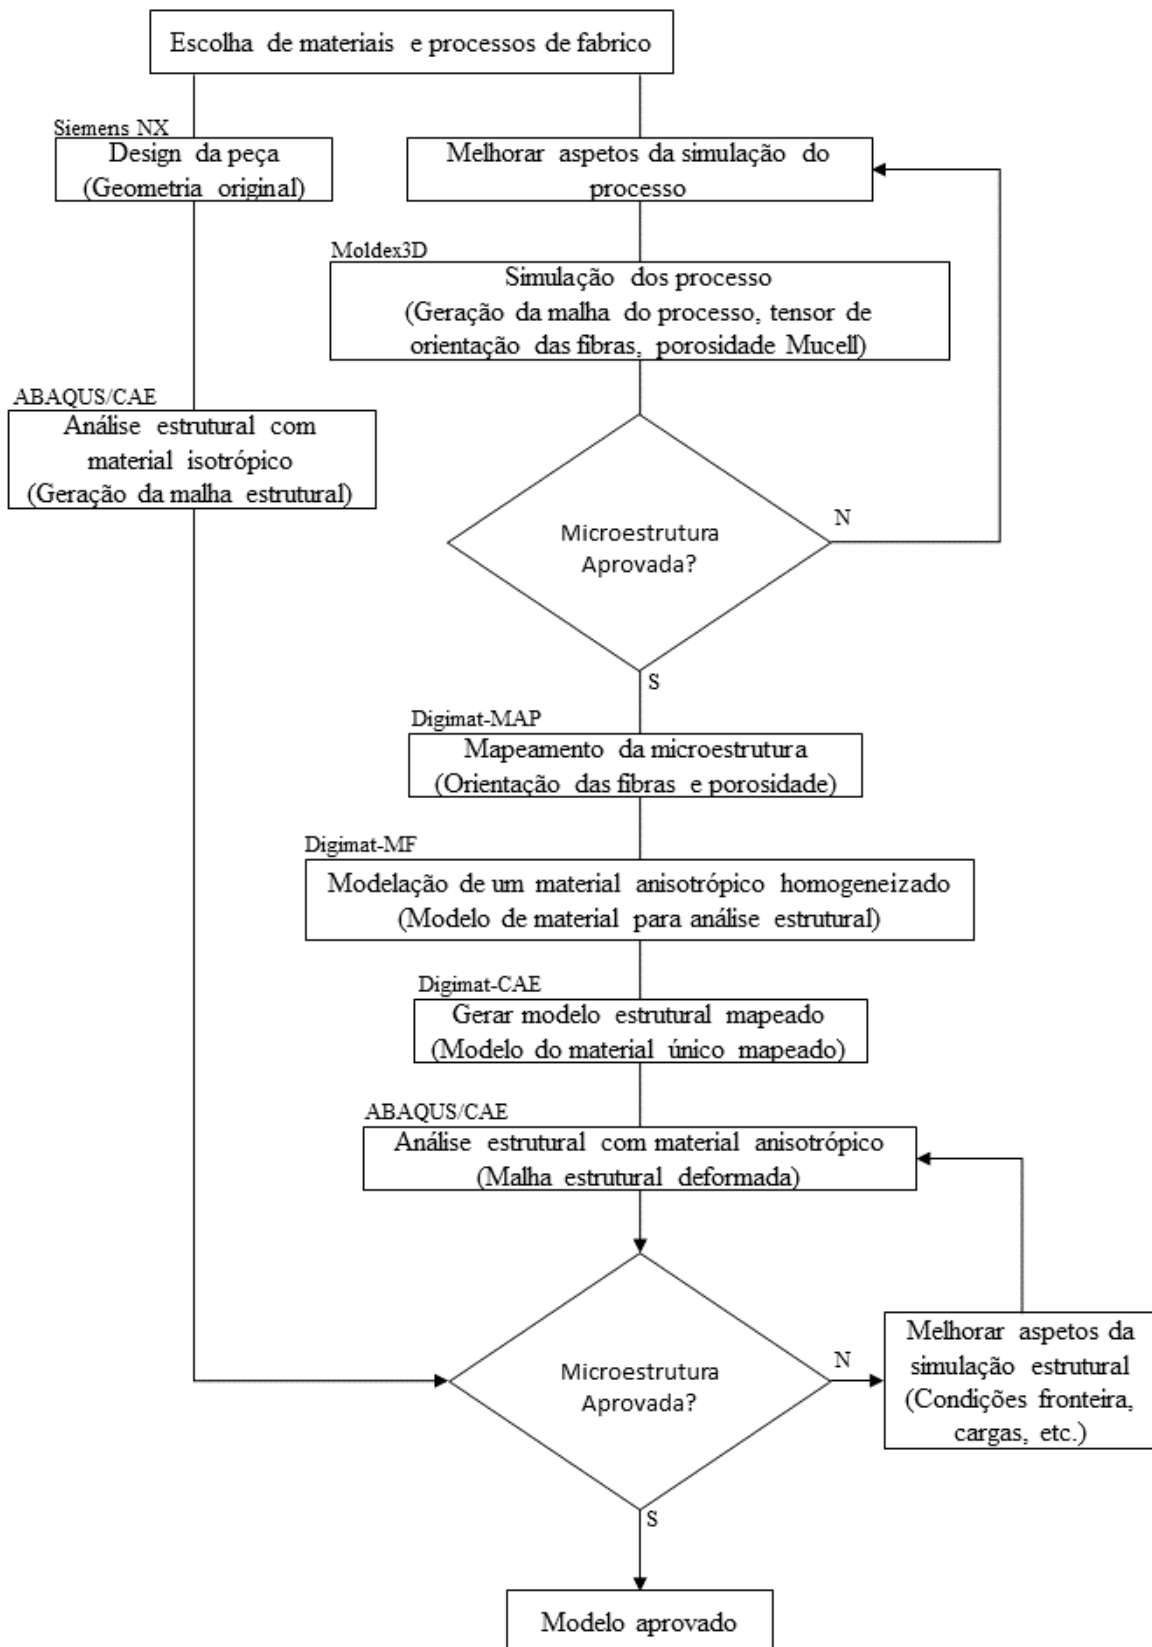 Escolha de materiais e processos de fabrico
Siemens NX
Design da peça
(Geometria original)
Melhorar aspetos da simulação do
processo
Moldex3D
Simulação dos processo
(Geração da malha do processo, tensor de
orientação das fibras, porosidade Mucell)
ABAQUS/CAE
Análise estrutural com
material isotrópico
(Geração da malha estrutural)
Microestrutura
Aprovada?
N
S
Digimat-MAP
Mapeamento da microestrutura
(Orientação das fibras e porosidade)
Digimat-MF
Modelação de um material anisotrópico homogeneizado
(Modelo de material para análise estrutural)
Digimat-CAE
Gerar modelo estrutural mapeado
(Modelo do material único mapeado)
ABAQUS/CAE
Análise estrutural com material anisotrópico
(Malha estrutural deformada)
Microestrutura
Aprovada?
N
Melhorar aspetos da
simulação estrutural
(Condições fronteira,
cargas, etc.)
S
Modelo aprovado